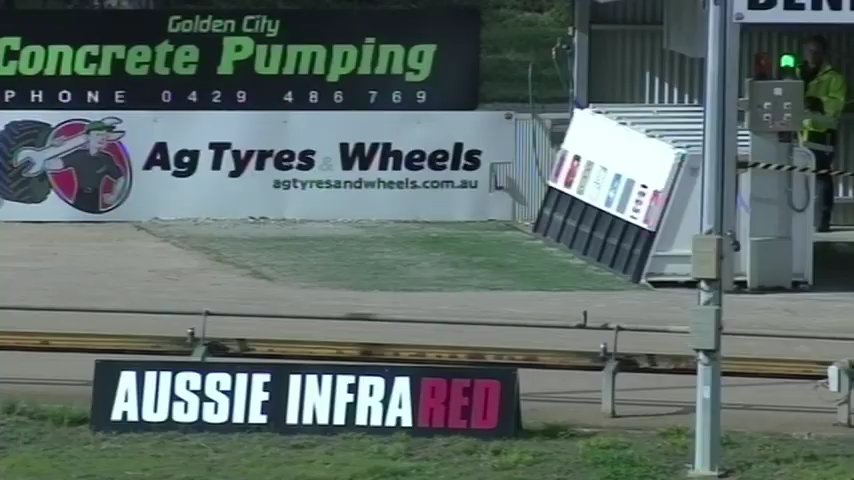 Golden City
Concrete Pumping
PHONE 0429 486 769
Ag Tyres & Wheels
agtyresandwheels.com.au
AUSSIE INFRARED